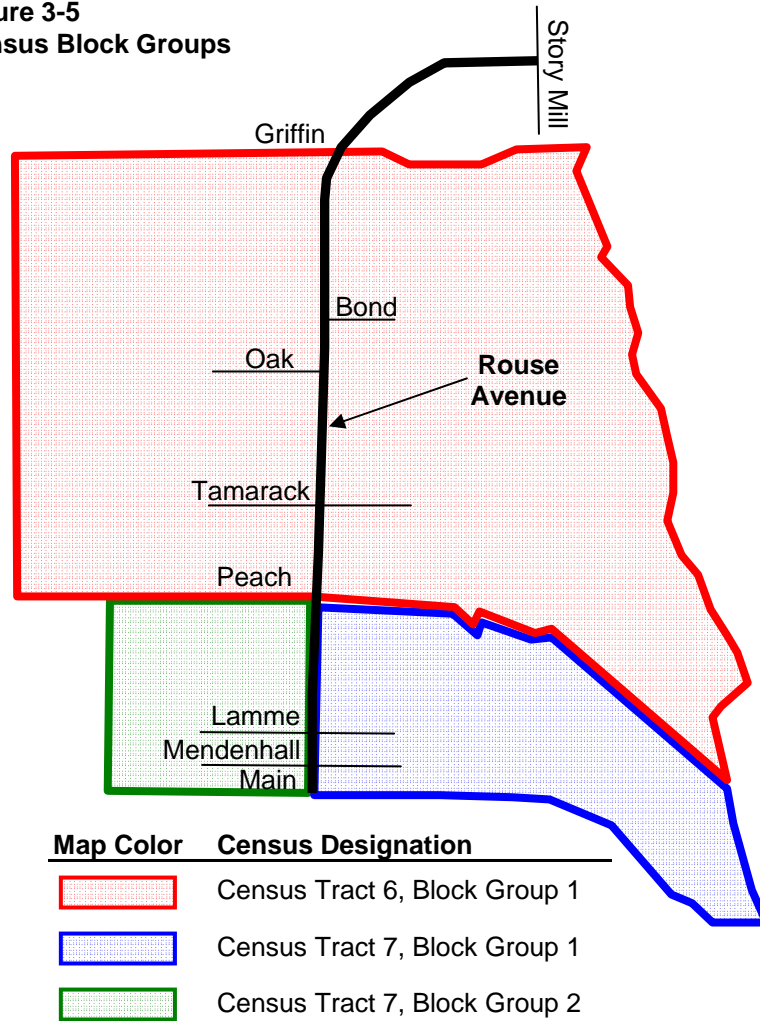 ure 3-5
nsus Block Groups
Story Mill
Griffin
Bond
Oak
Rouse
Avenue
Tamarack
Peach
Lamme
Mendenhall
Main
Map Color Census Designation
Census Tract 6, Block Group 1
Census Tract 7, Block Group 1
Census Tract 7, Block Group 2